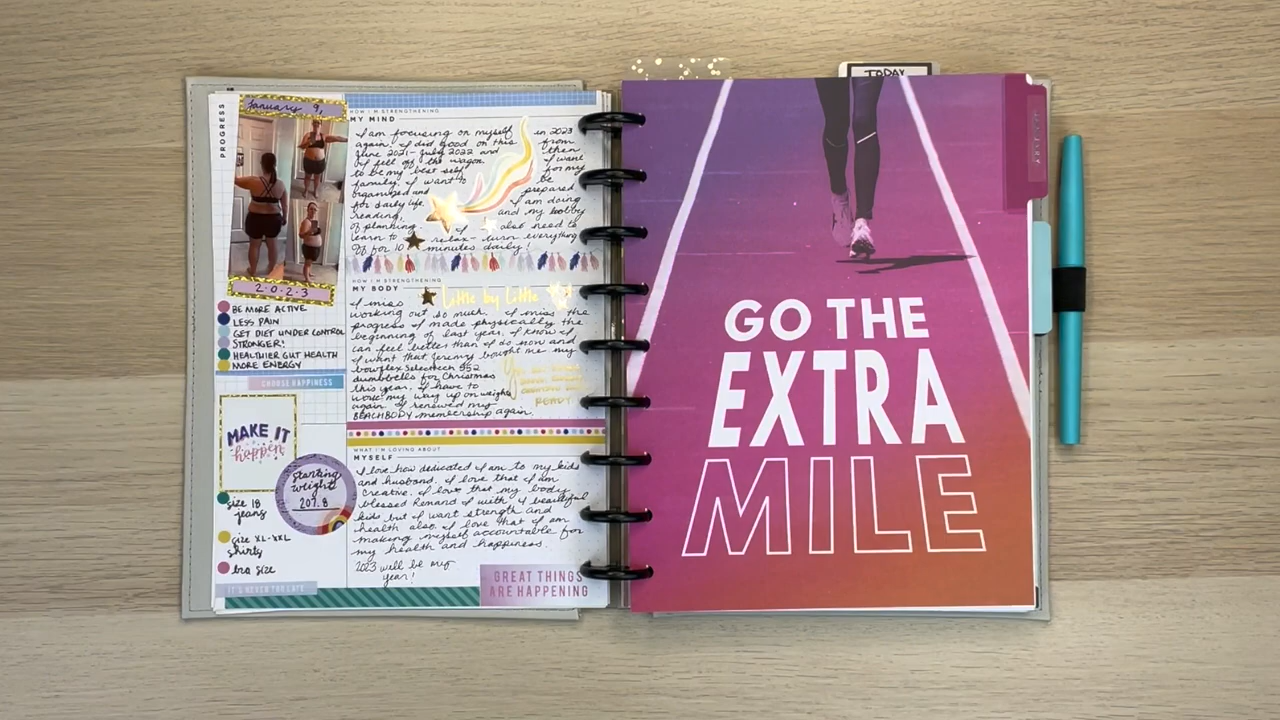 January 9,
PROGRESS
2.0.2.3
BE MORE ACTIVE
LESS PAIN
GET DIET UNDER CONTROL
STRONGER!
HEALTHIER GUT HEALTH
MORE ENERGY
CHOOSE HAPPINESS
MAKE IT
happen
Starting
weight
207.8
size 18
jeans
size XL-XXL
shirts
bra size
IT'S NEVER TOO LATE
HOW I'M STRENGTHENING
MY MIND
I am focusing on myself in 2023
again. I did good on this from
June 2021-July 2022 and then
I want
to be my best self for my
family. I want to be
organized and prepared
for daily life. I am doing
reading, and my hobby
of planning. I also need to
learn to relax - turn everything
off for 10 minutes daily!
HOW I'M STRENGTHENING
MY BODY
Little by Little
I miss
working out so much. I miss the
progress I made physically the
beginning of last year. I know I
can feel better than I do now and
I want that. Jeremy bought me my
bowflex Selectech 552
dumbbells for Christmas
this year. I have to
work my way up on weights
again. I renewed my
BEACHBODY membership again.
READY
WHAT I'M LOVING ABOUT
MYSELF
I love how dedicated I am to my kids
and husband. I love that I am
creative. I love that my body
blessed Kenan & I with 4 beautiful
kids but I want strength and
health also. I love that I am
making myself accountable for
my health and happiness.
2023 will be my
year!
GREAT THINGS
ARE HAPPENING
TODAY
GO THE
EXTRA
MILE